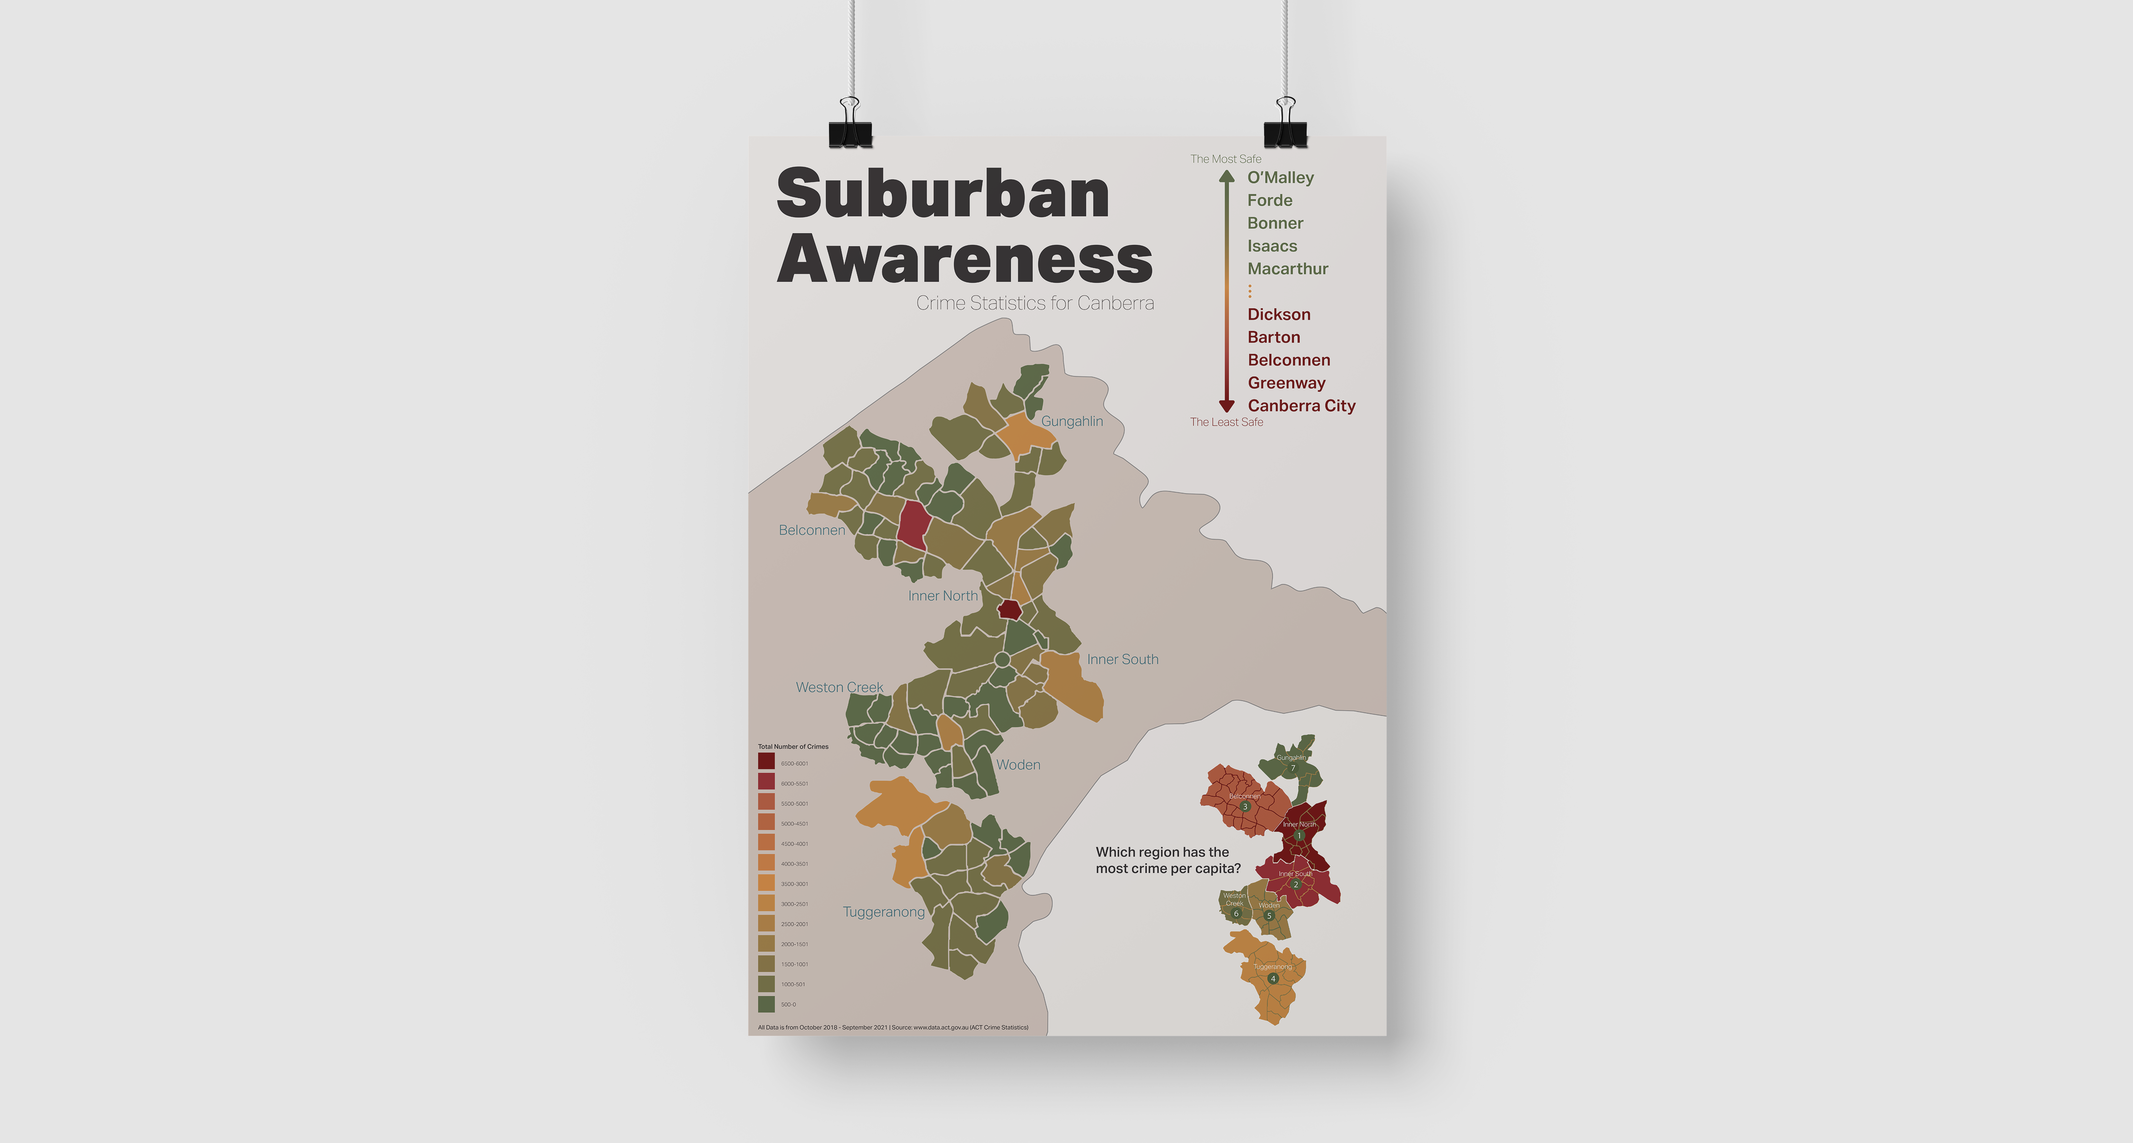 Suburban
Awareness
Crime Statistics for Canberra
The Most Safe
O'Malley
Forde
Bonner
Isaacs
Macarthur
⋮
Dickson
Barton
Belconnen
Greenway
Canberra City
The Least Safe
Gungahlin
Belconnen
Inner North
Inner South
Weston Creek
Woden
Tuggeranong
Total Number of Crimes
6500-6001
6000-5501
5500-5001
5000-4501
4500-4001
4000-3501
3500-3001
3000-2501
2500-2001
2000-1501
1500-1001
1000-501
500-0
Which region has the
most crime per capita?
Gungahlin
7
Belconnen
3
Inner North
1
Inner South
2
Weston
Creek
6
Woden
5
Tuggeranong
4
All Data is from October 2018 - September 2021 | Source: www.data.act.gov.au (ACT Crime Statistics)